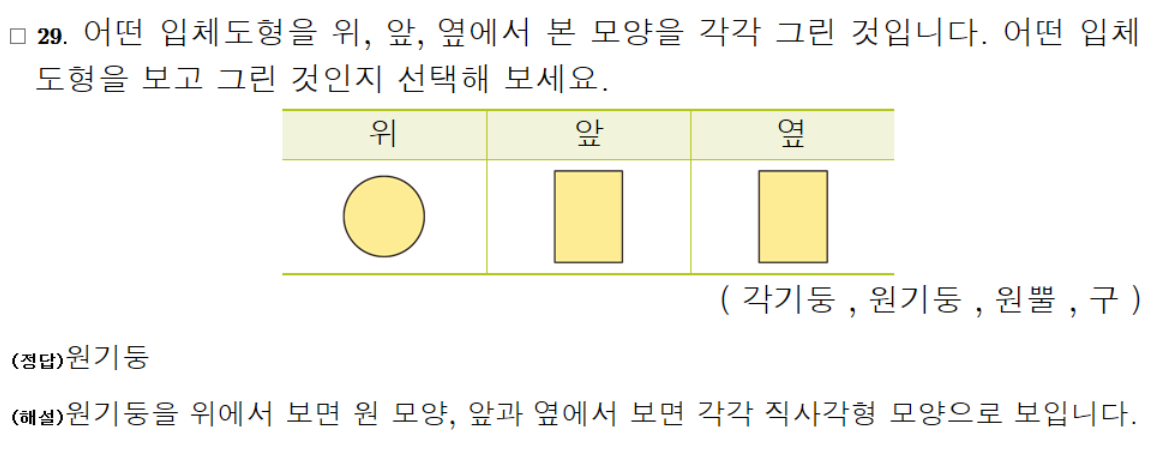 □ 29. 어떤 입체도형을 위, 앞, 옆에서 본 모양을 각각 그린 것입니다. 어떤 입체
도형을 보고 그린 것인지 선택해 보세요.
위 앞 옆
( 각기둥 , 원기둥 , 원뿔 , 구 )
(정답)원기둥
(해설)원기둥을 위에서 보면 원 모양, 앞과 옆에서 보면 각각 직사각형 모양으로 보입니다.